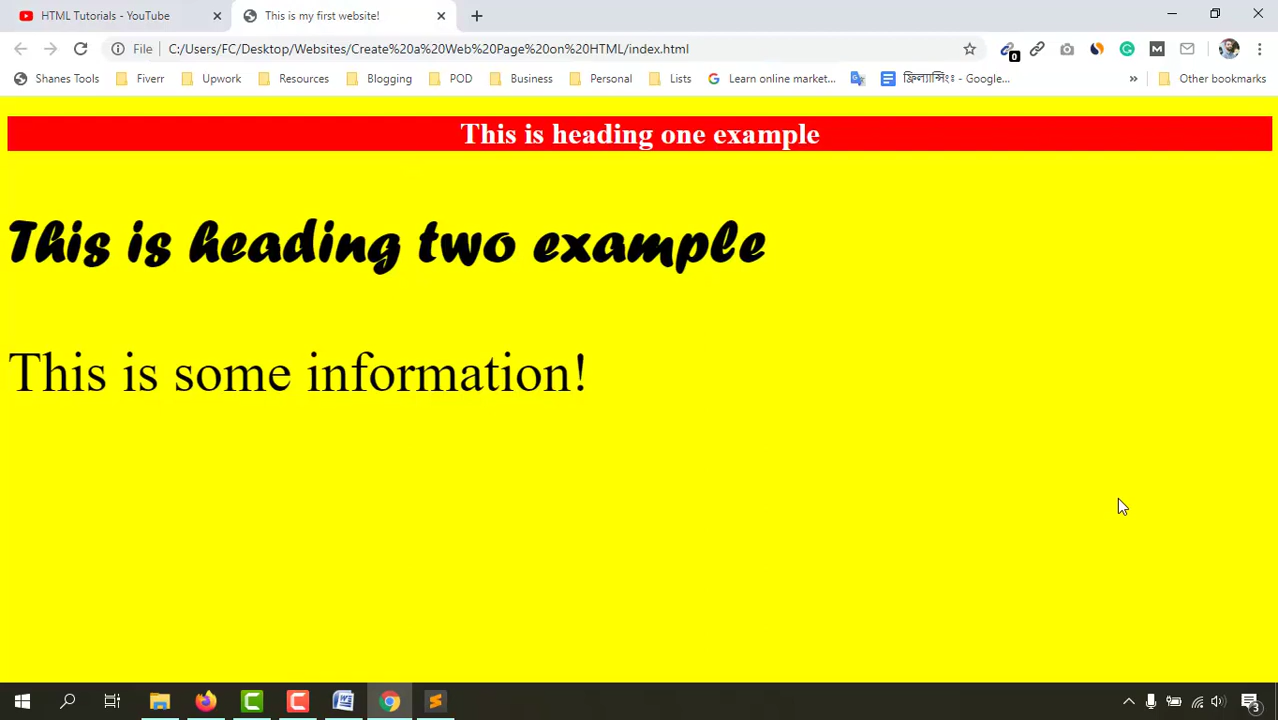 HTML Tutorials - YouTube
This is my first website!
File
C:/Users/FC/Desktop/Websites/Create%20a%20Web%20Page%20on%20HTML/index.html
0
Shanes Tools
Fiverr
Upwork
Resources
Blogging
POD
Business
Personal
Lists
Learn online market...
ফ্রিল্যান্সিংঃ - Google...
»
Other bookmarks
This is heading one example
This is heading two example
This is some information!
3